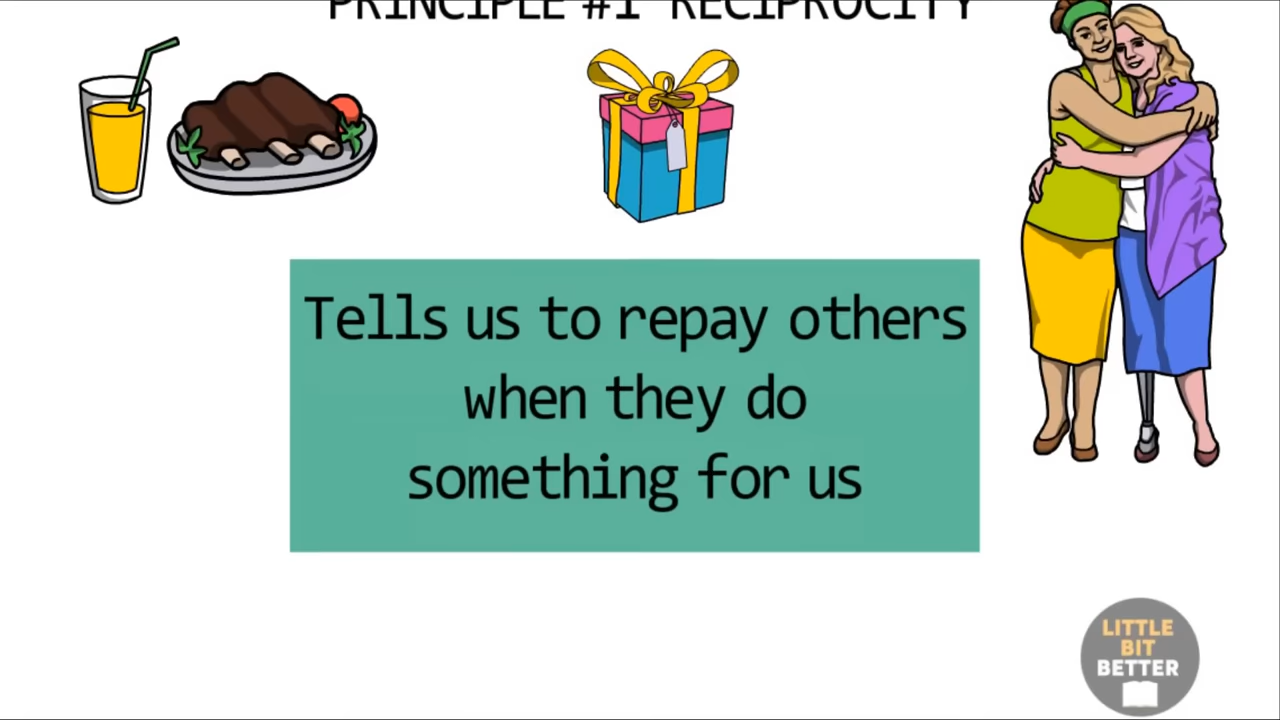 PRINCIPLE #1 RECIPROCITY
Tells us to repay others
when they do
something for us
LITTLE
BIT
BETTER